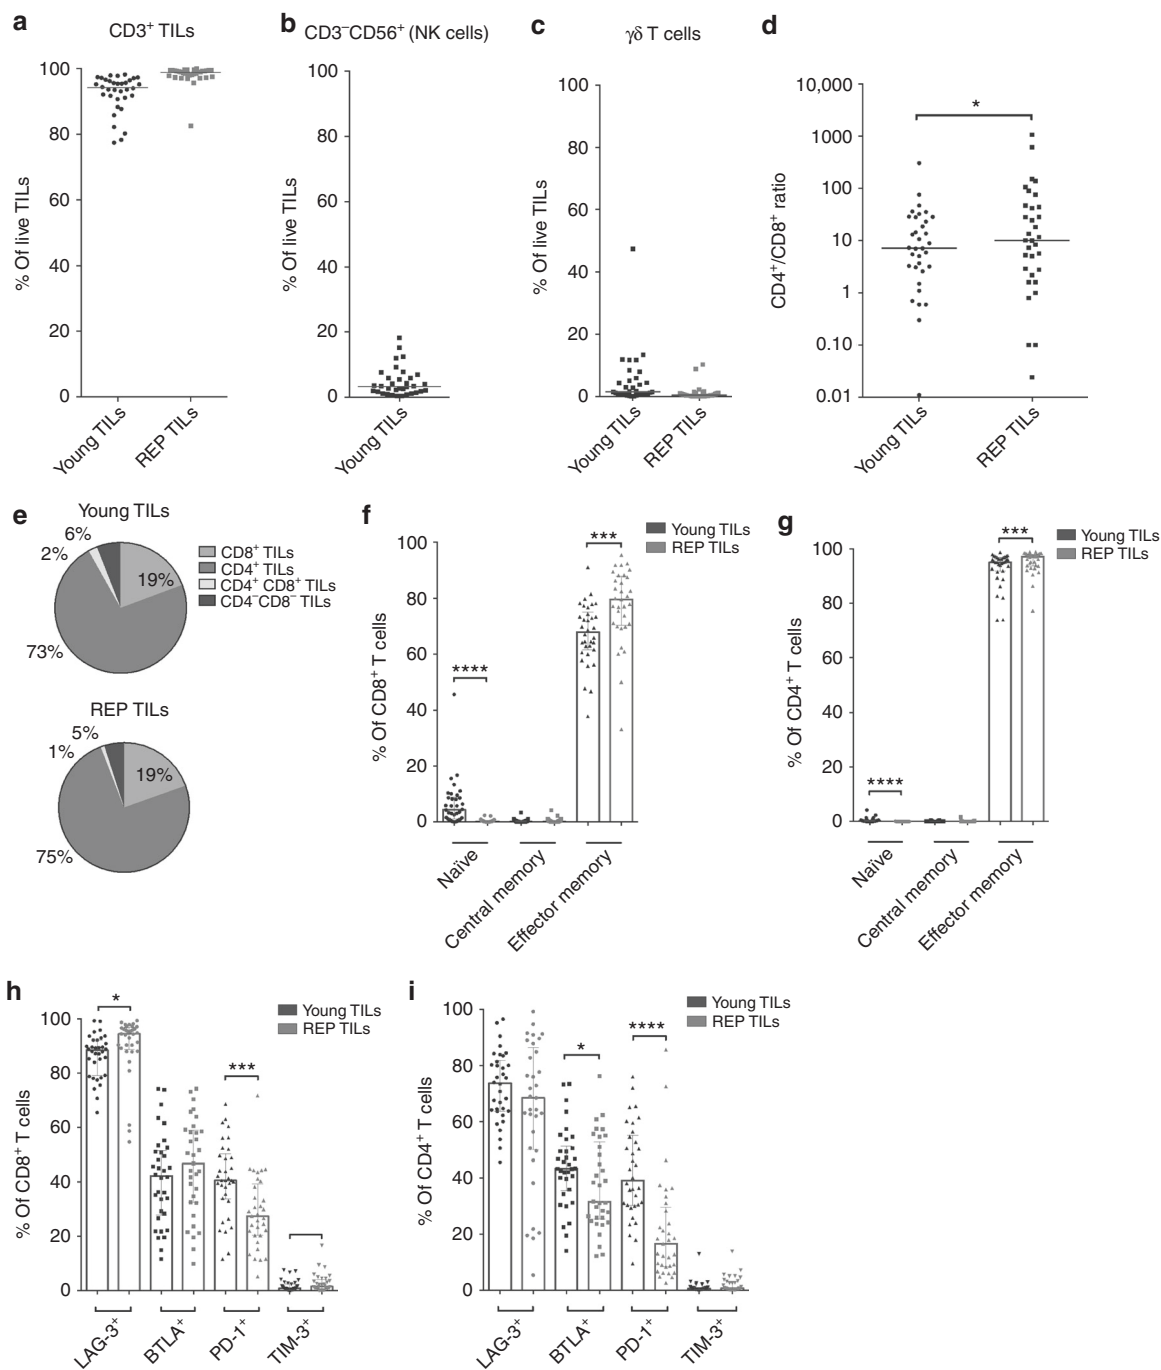 a
CD3⁺ TILs
% Of live TILs
100
80
60
40
20
0
Young TILs
REP TILs
b
CD3⁻CD56⁺ (NK cells)
% Of live TILs
100
80
60
40
20
0
Young TILs
c
γδ T cells
% Of live TILs
100
80
60
40
20
0
Young TILs
REP TILs
d
CD4⁺/CD8⁺ ratio
10,000
1000
100
10
1
0.10
0.01
*
Young TILs
REP TILs
e
Young TILs
6%
2%
19%
73%
CD8⁺ TILs
CD4⁺ TILs
CD4⁺ CD8⁺ TILs
CD4⁻CD8⁻ TILs
REP TILs
5%
1%
19%
75%
f
Young TILs
REP TILs
% Of CD8⁺ T cells
100
80
60
40
20
0
****
***
Naïve
Central memory
Effector memory
g
Young TILs
REP TILs
% Of CD4⁺ T cells
100
80
60
40
20
0
****
***
Naïve
Central memory
Effector memory
h
Young TILs
REP TILs
% Of CD8⁺ T cells
100
80
60
40
20
0
*
***
LAG-3⁺
BTLA⁺
PD-1⁺
TIM-3⁺
i
Young TILs
REP TILs
% Of CD4⁺ T cells
100
80
60
40
20
0
*
****
LAG-3⁺
BTLA⁺
PD-1⁺
TIM-3⁺